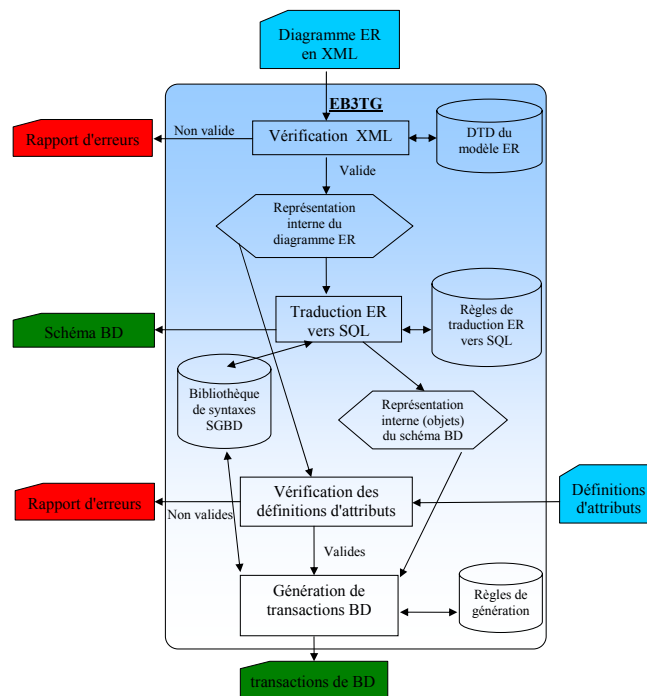 Diagramme ER
en XML
EB3TG
Non valide
Rapport d'erreurs
Vérification XML
DTD du
modèle ER
Valide
Représentation
interne du
diagramme ER
Schéma BD
Traduction ER
vers SQL
Règles de
traduction ER
vers SQL
Bibliothèque
de syntaxes
SGBD
Représentation
interne (objets)
du schéma BD
Rapport d'erreurs
Non valides
Vérification des
définitions d'attributs
Définitions
d'attributs
Valides
Génération de
transactions BD
Règles de
génération
transactions de BD